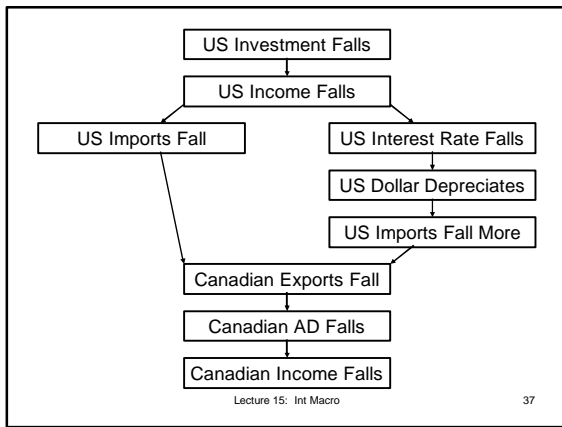 US Investment Falls
US Income Falls
US Imports Fall
US Interest Rate Falls
US Dollar Depreciates
US Imports Fall More
Canadian Exports Fall
Canadian AD Falls
Canadian Income Falls
Lecture 15: Int Macro
37